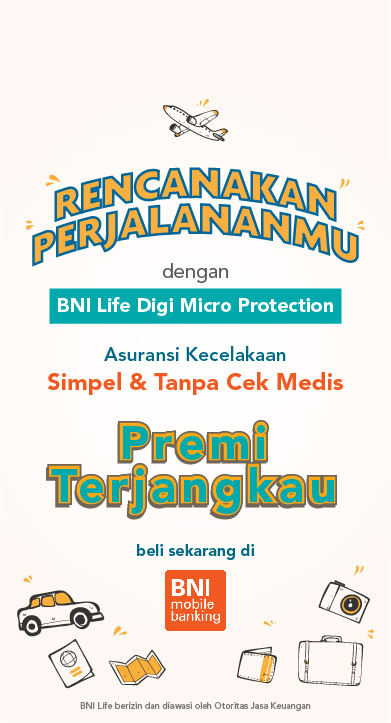 RENCANAKAN
PERJALANANMU
dengan
BNI Life Digi Micro Protection
Asuransi Kecelakaan
Simpel & Tanpa Cek Medis
Premi
Terjangkau
beli sekarang di
BNI
mobile
banking
BNI Life berizin dan diawasi oleh Otoritas Jasa Keuangan